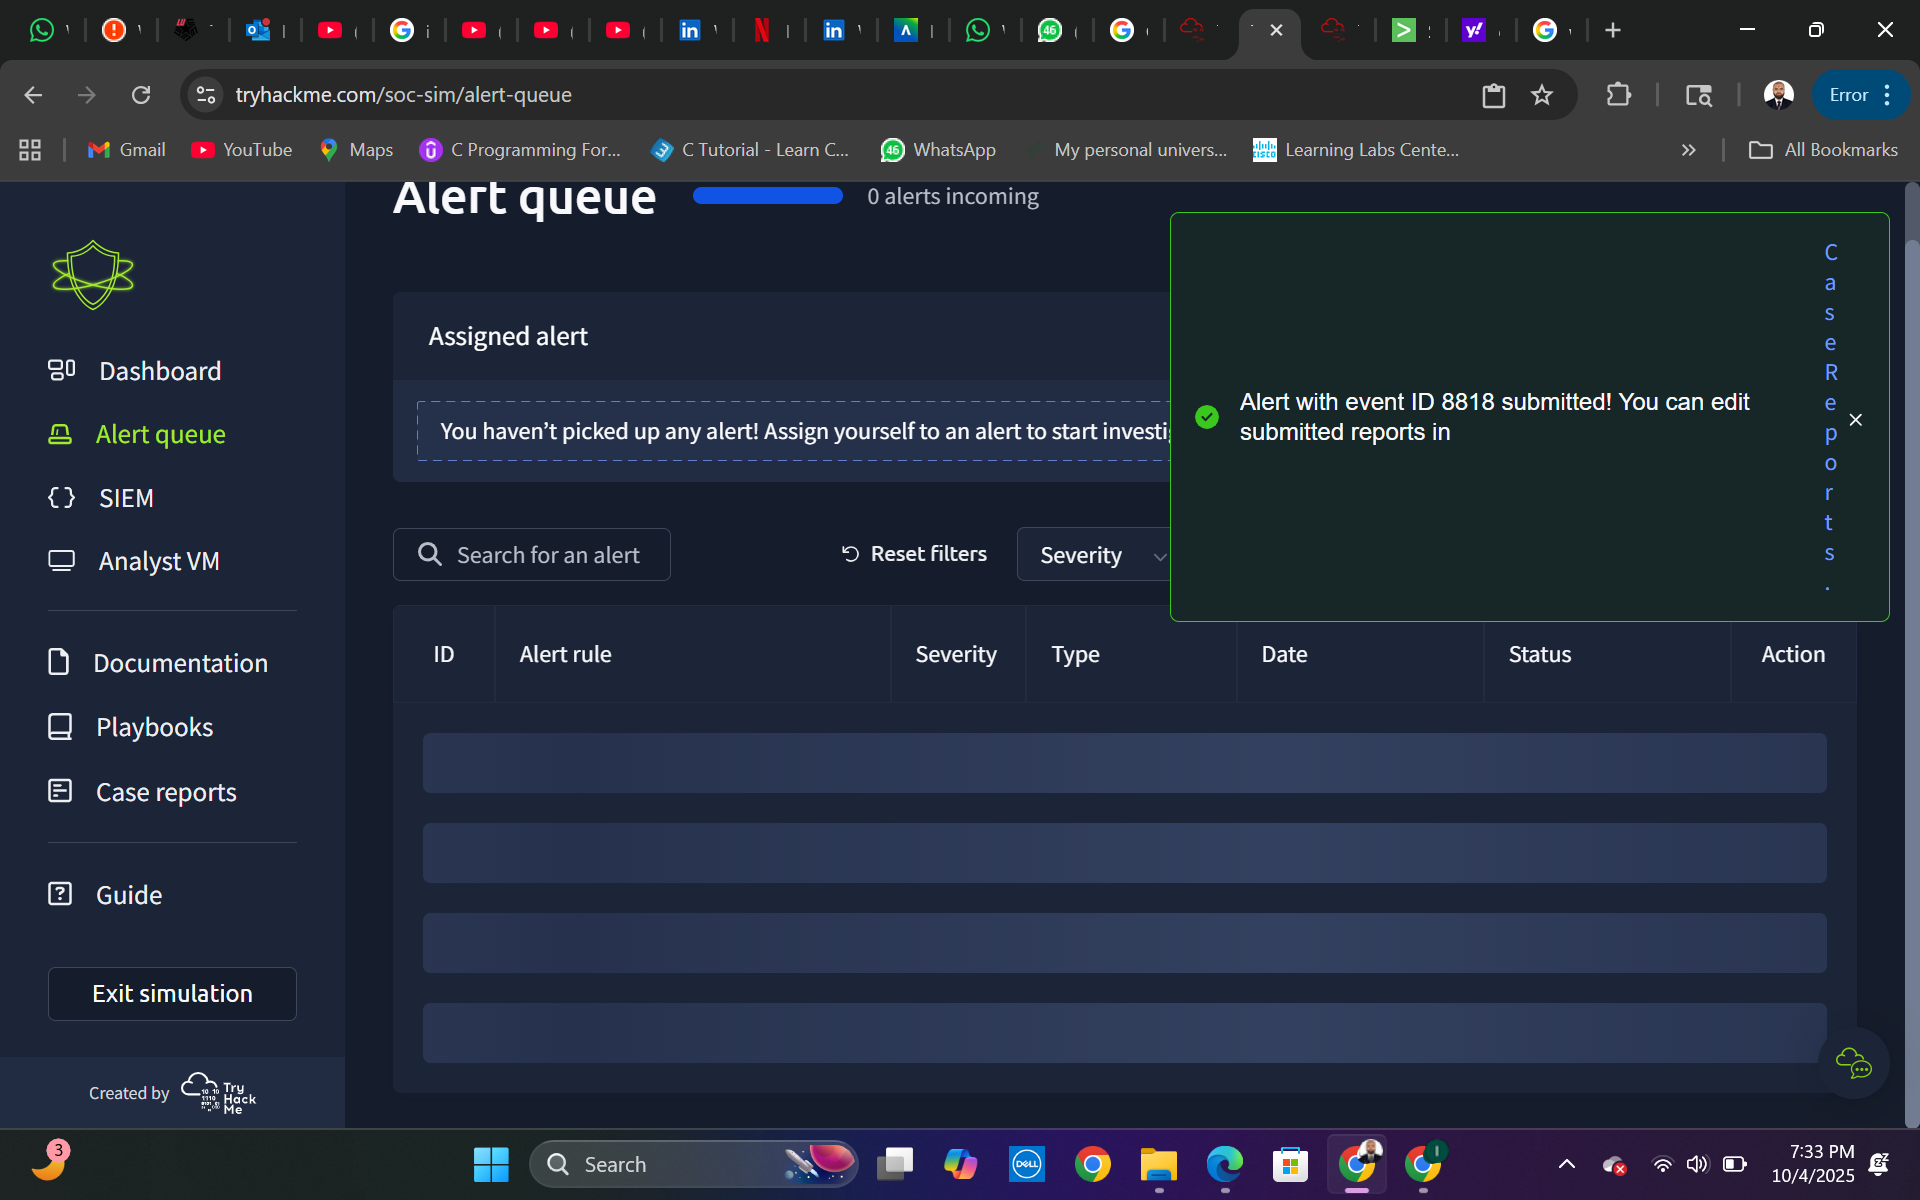 tryhackme.com/soc-sim/alert-queue
Error
Gmail
YouTube
Maps
C Programming For...
C Tutorial - Learn C...
46
WhatsApp
My personal univers...
Learning Labs Cente...
All Bookmarks
Alert queue
0 alerts incoming
Dashboard
Alert queue
SIEM
Analyst VM
Documentation
Playbooks
Case reports
Guide
Exit simulation
Created by
Try
Hack
Me
Assigned alert
You haven't picked up any alert! Assign yourself to an alert to start investi
Alert with event ID 8818 submitted! You can edit
submitted reports in
Case Reports.
Search for an alert
Reset filters
Severity
ID
Alert rule
Severity
Type
Date
Status
Action
3
Search
DELL
7:33 PM
10/4/2025